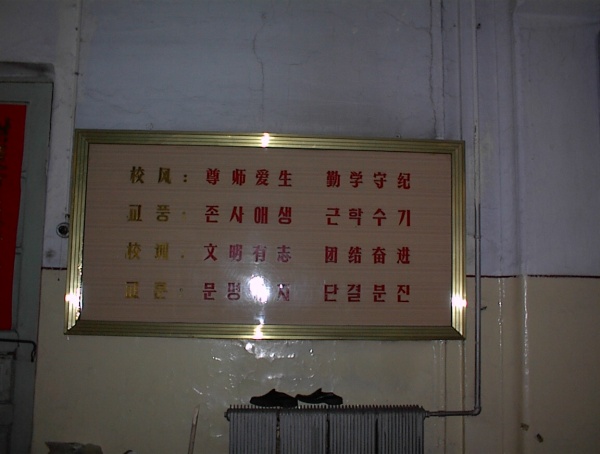 校风: 尊师爱生 勤学守纪
교풍: 존사애생 근학수기
校训: 文明有志 团结奋进
교훈: 문명 단결분진